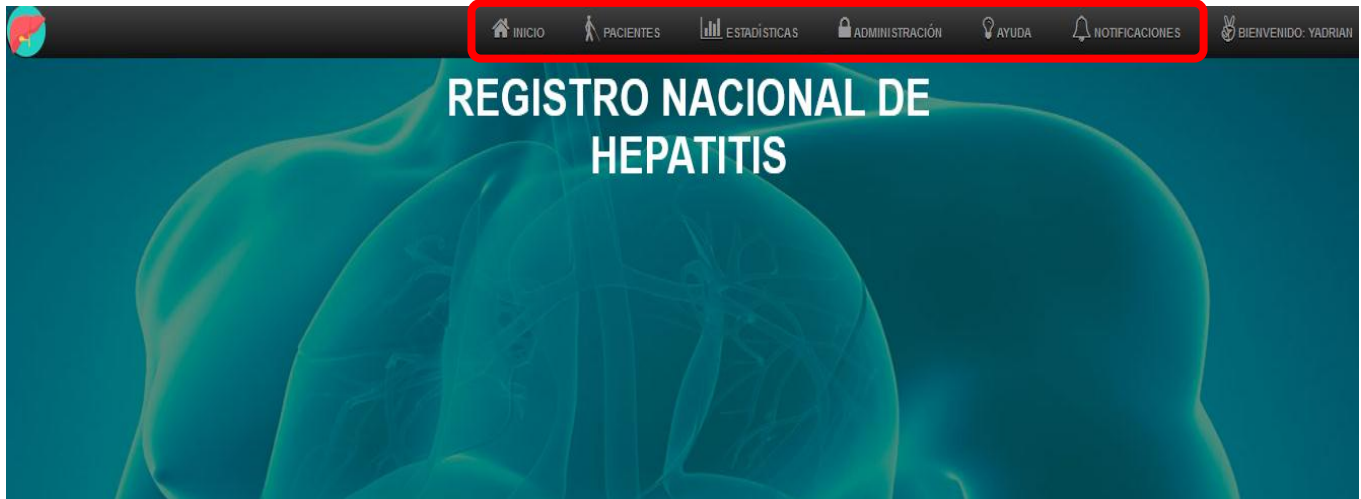 INICIO PACIENTES ESTADÍSTICAS ADMINISTRACIÓN AYUDA NOTIFICACIONES BIENVENIDO: YADRIAN
REGISTRO NACIONAL DE
HEPATITIS